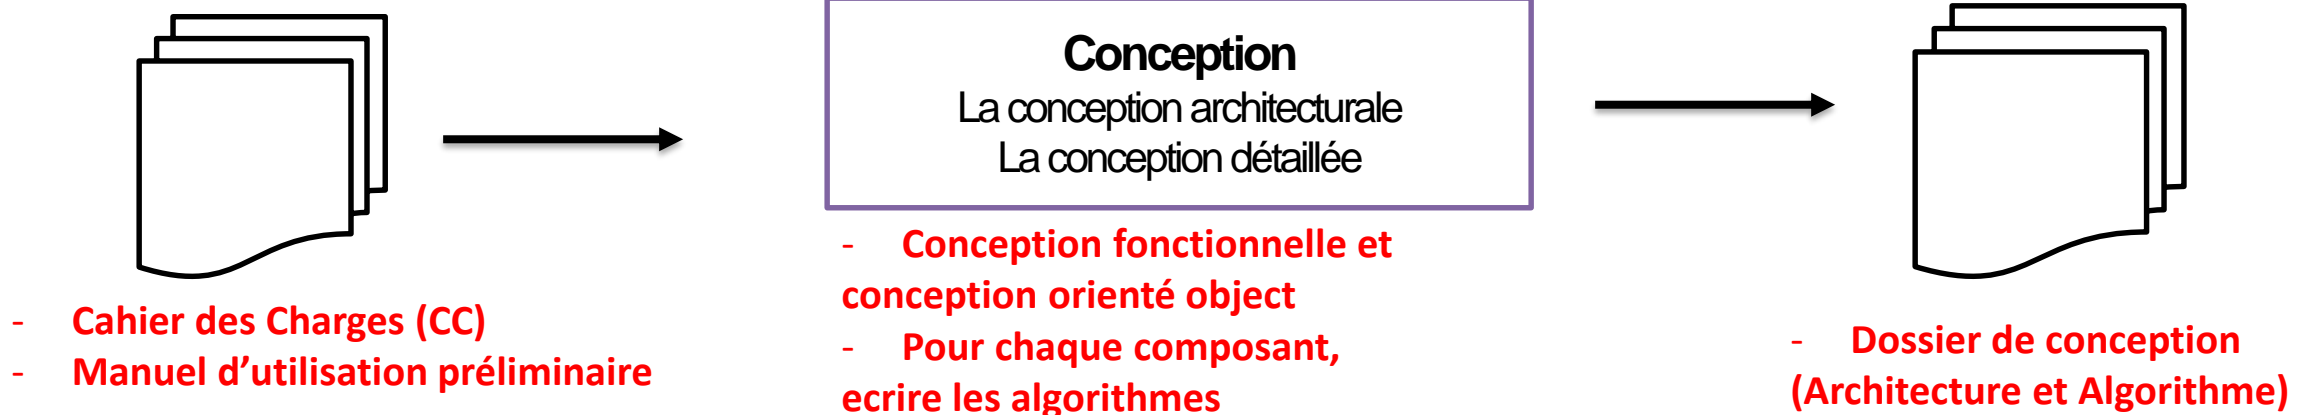 Conception
La conception architecturale
La conception détaillée
- Cahier des Charges (CC)
- Manuel d’utilisation préliminaire
- Conception fonctionnelle et
conception orienté object
- Pour chaque composant,
ecrire les algorithmes
- Dossier de conception
(Architecture et Algorithme)